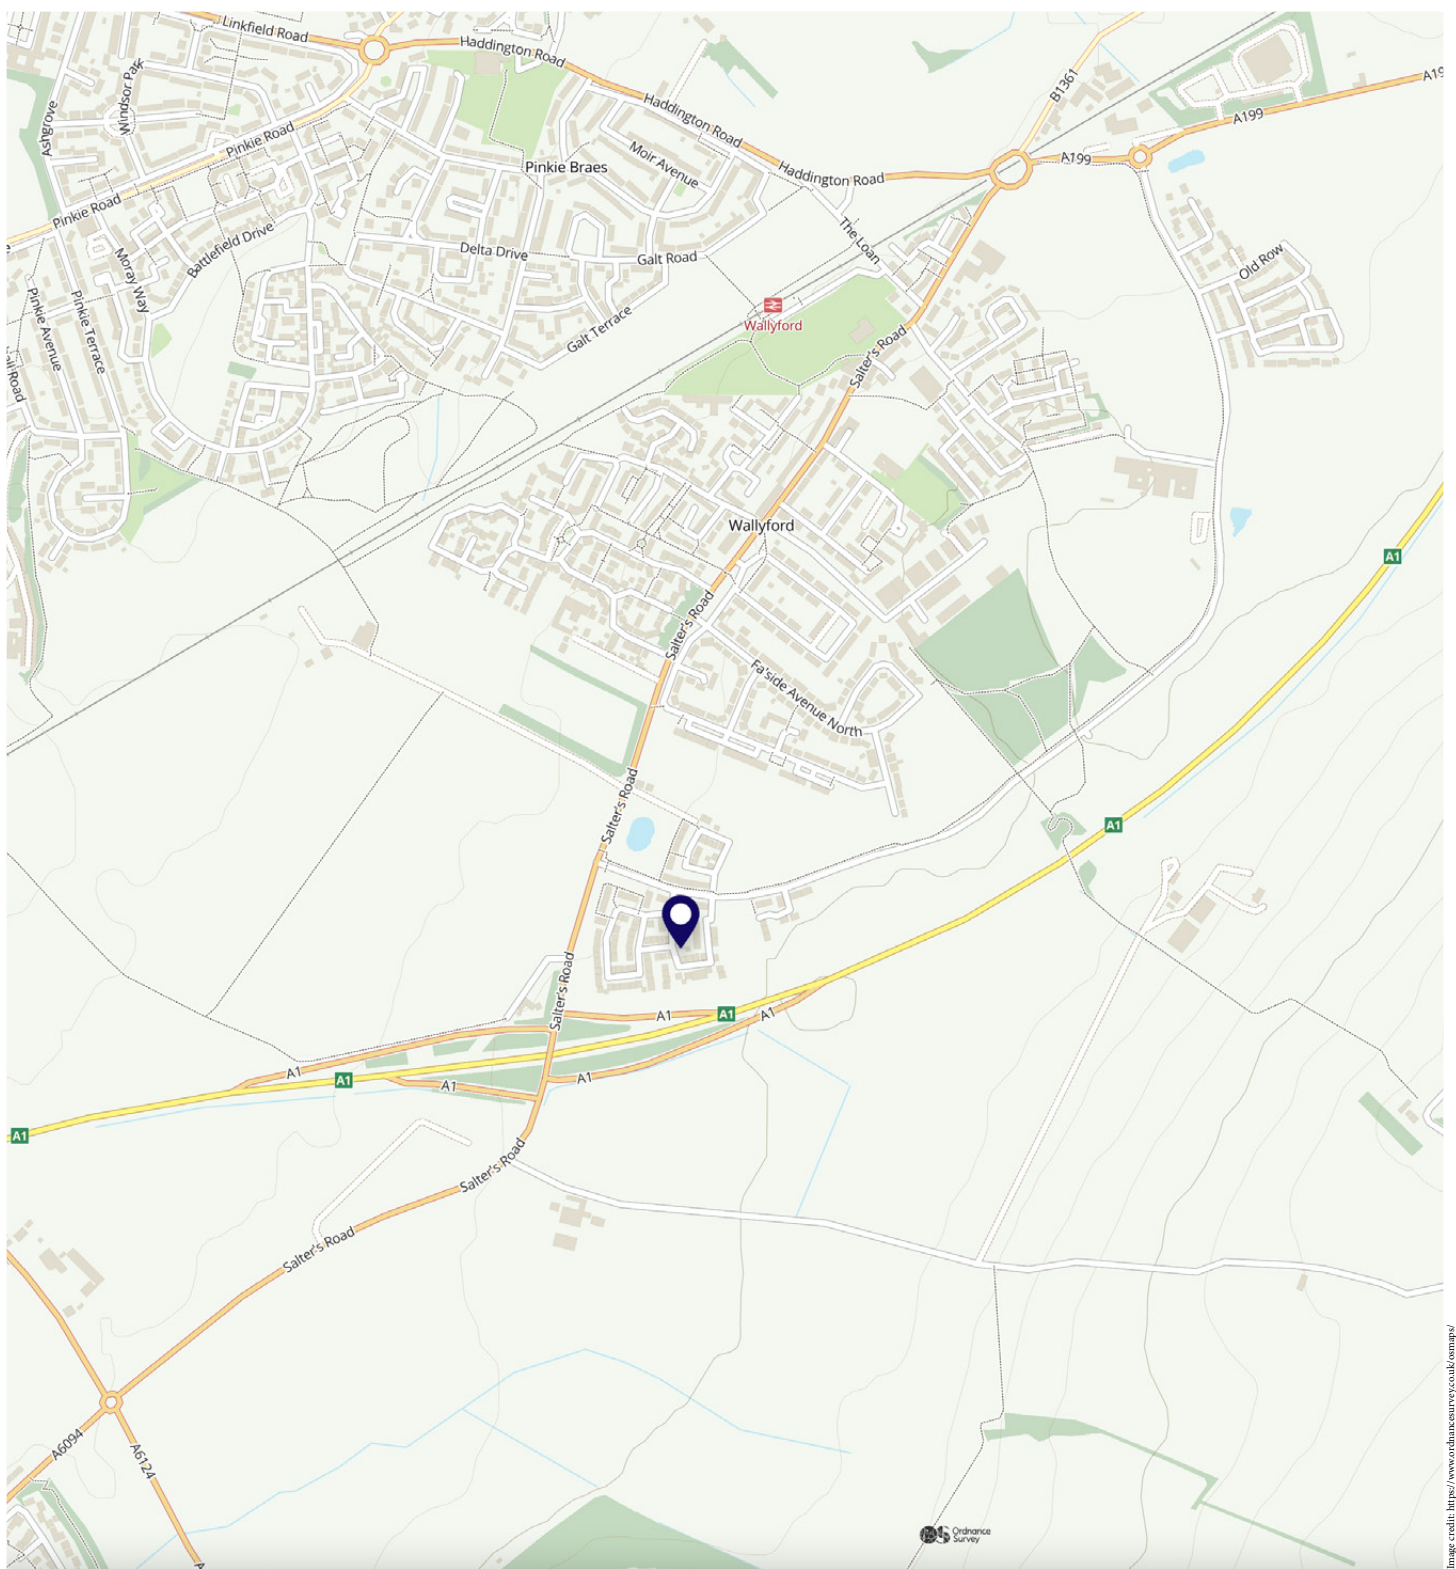 Linkfield Road
Haddington Road
Windsor Park
Ashgrove
B1361
A199
A199
Haddington Road
Pinkie Road
Moir Avenue
Pinkie Braes
Haddington Road
Pinkie Road
The Loan
Battlefield Drive
Delta Drive
Galt Road
Old Row
Moray Way
Pinkie Avenue
Pinkie Terrace
Galt Terrace
Wallyford
Salter's Road
Road
Wallyford
A1
Salter's Road
Fa'side Avenue North
Salter's Road
A1
Salter's Road
A1
A1
A1
A1
A1
A1
A1
A1
Salter's Road
Salter's Road
A6094
A6124
Ordnance
Survey
Image credit: https://www.ordnancesurvey.co.uk/osmaps/